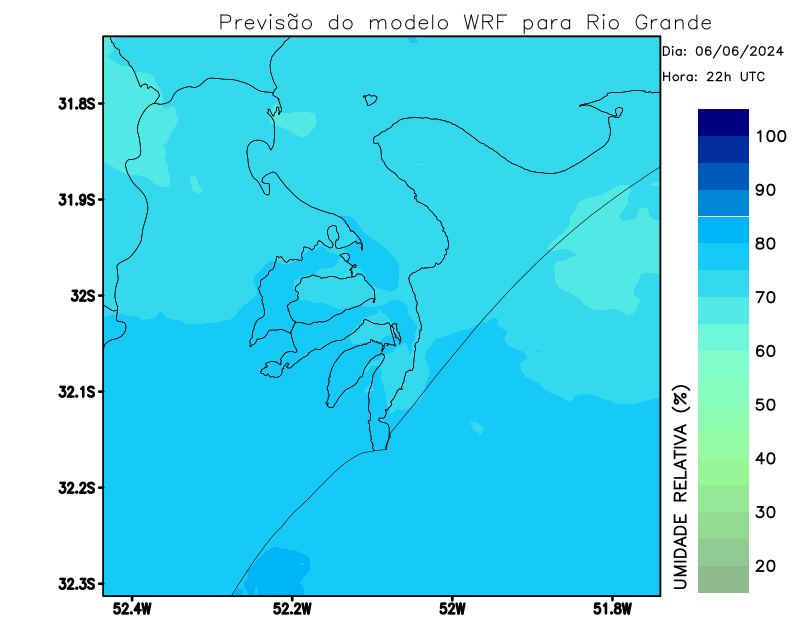 Previsão do modelo WRF para Rio Grande
Dia: 06/06/2024
Hora: 22h UTC
31.8S
31.9S
32S
32.1S
32.2S
32.3S
52.4W
52.2W
52W
51.8W
UMIDADE RELATIVA (%)
100
90
80
70
60
50
40
30
20